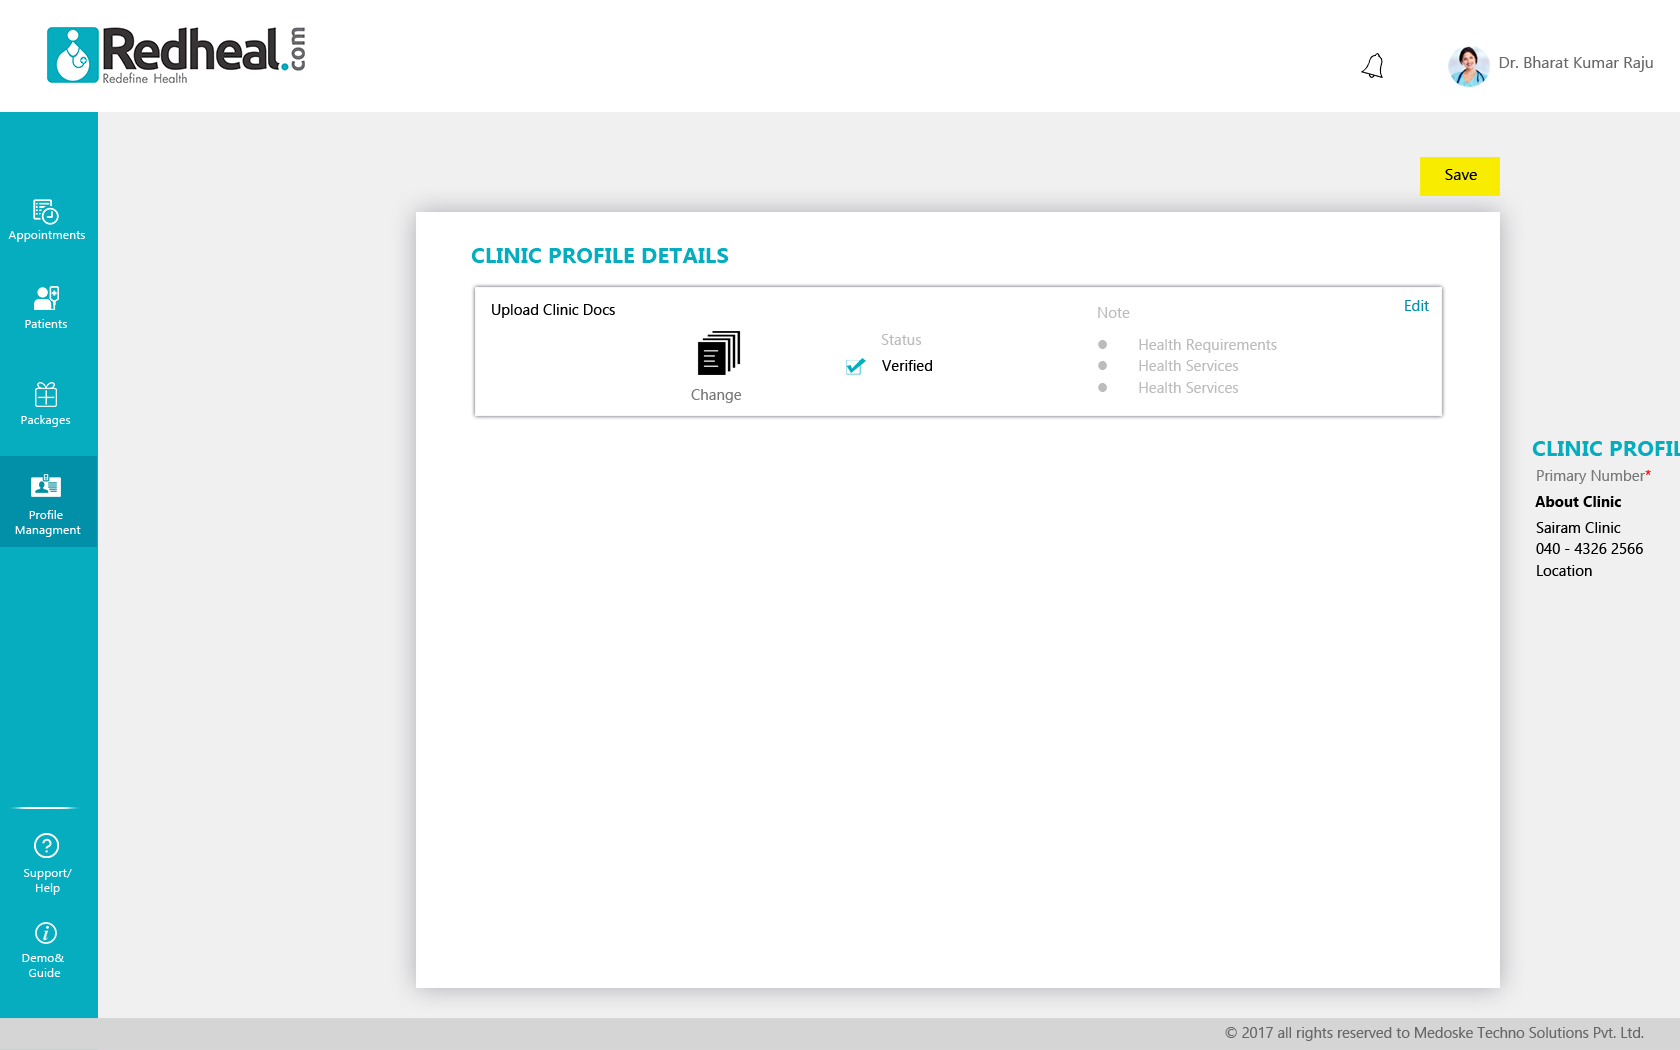 Redheal.com
Redefine Health
Dr. Bharat Kumar Raju
Save
Appointments
Patients
Packages
Profile
Managment
Support/
Help
Demo&
Guide
CLINIC PROFILE DETAILS
Upload Clinic Docs
Change
Status
Verified
Note
Health Requirements
Health Services
Health Services
Edit
CLINIC PROFIL
Primary Number*
About Clinic
Sairam Clinic
040 - 4326 2566
Location
© 2017 all rights reserved to Medoske Techno Solutions Pvt. Ltd.